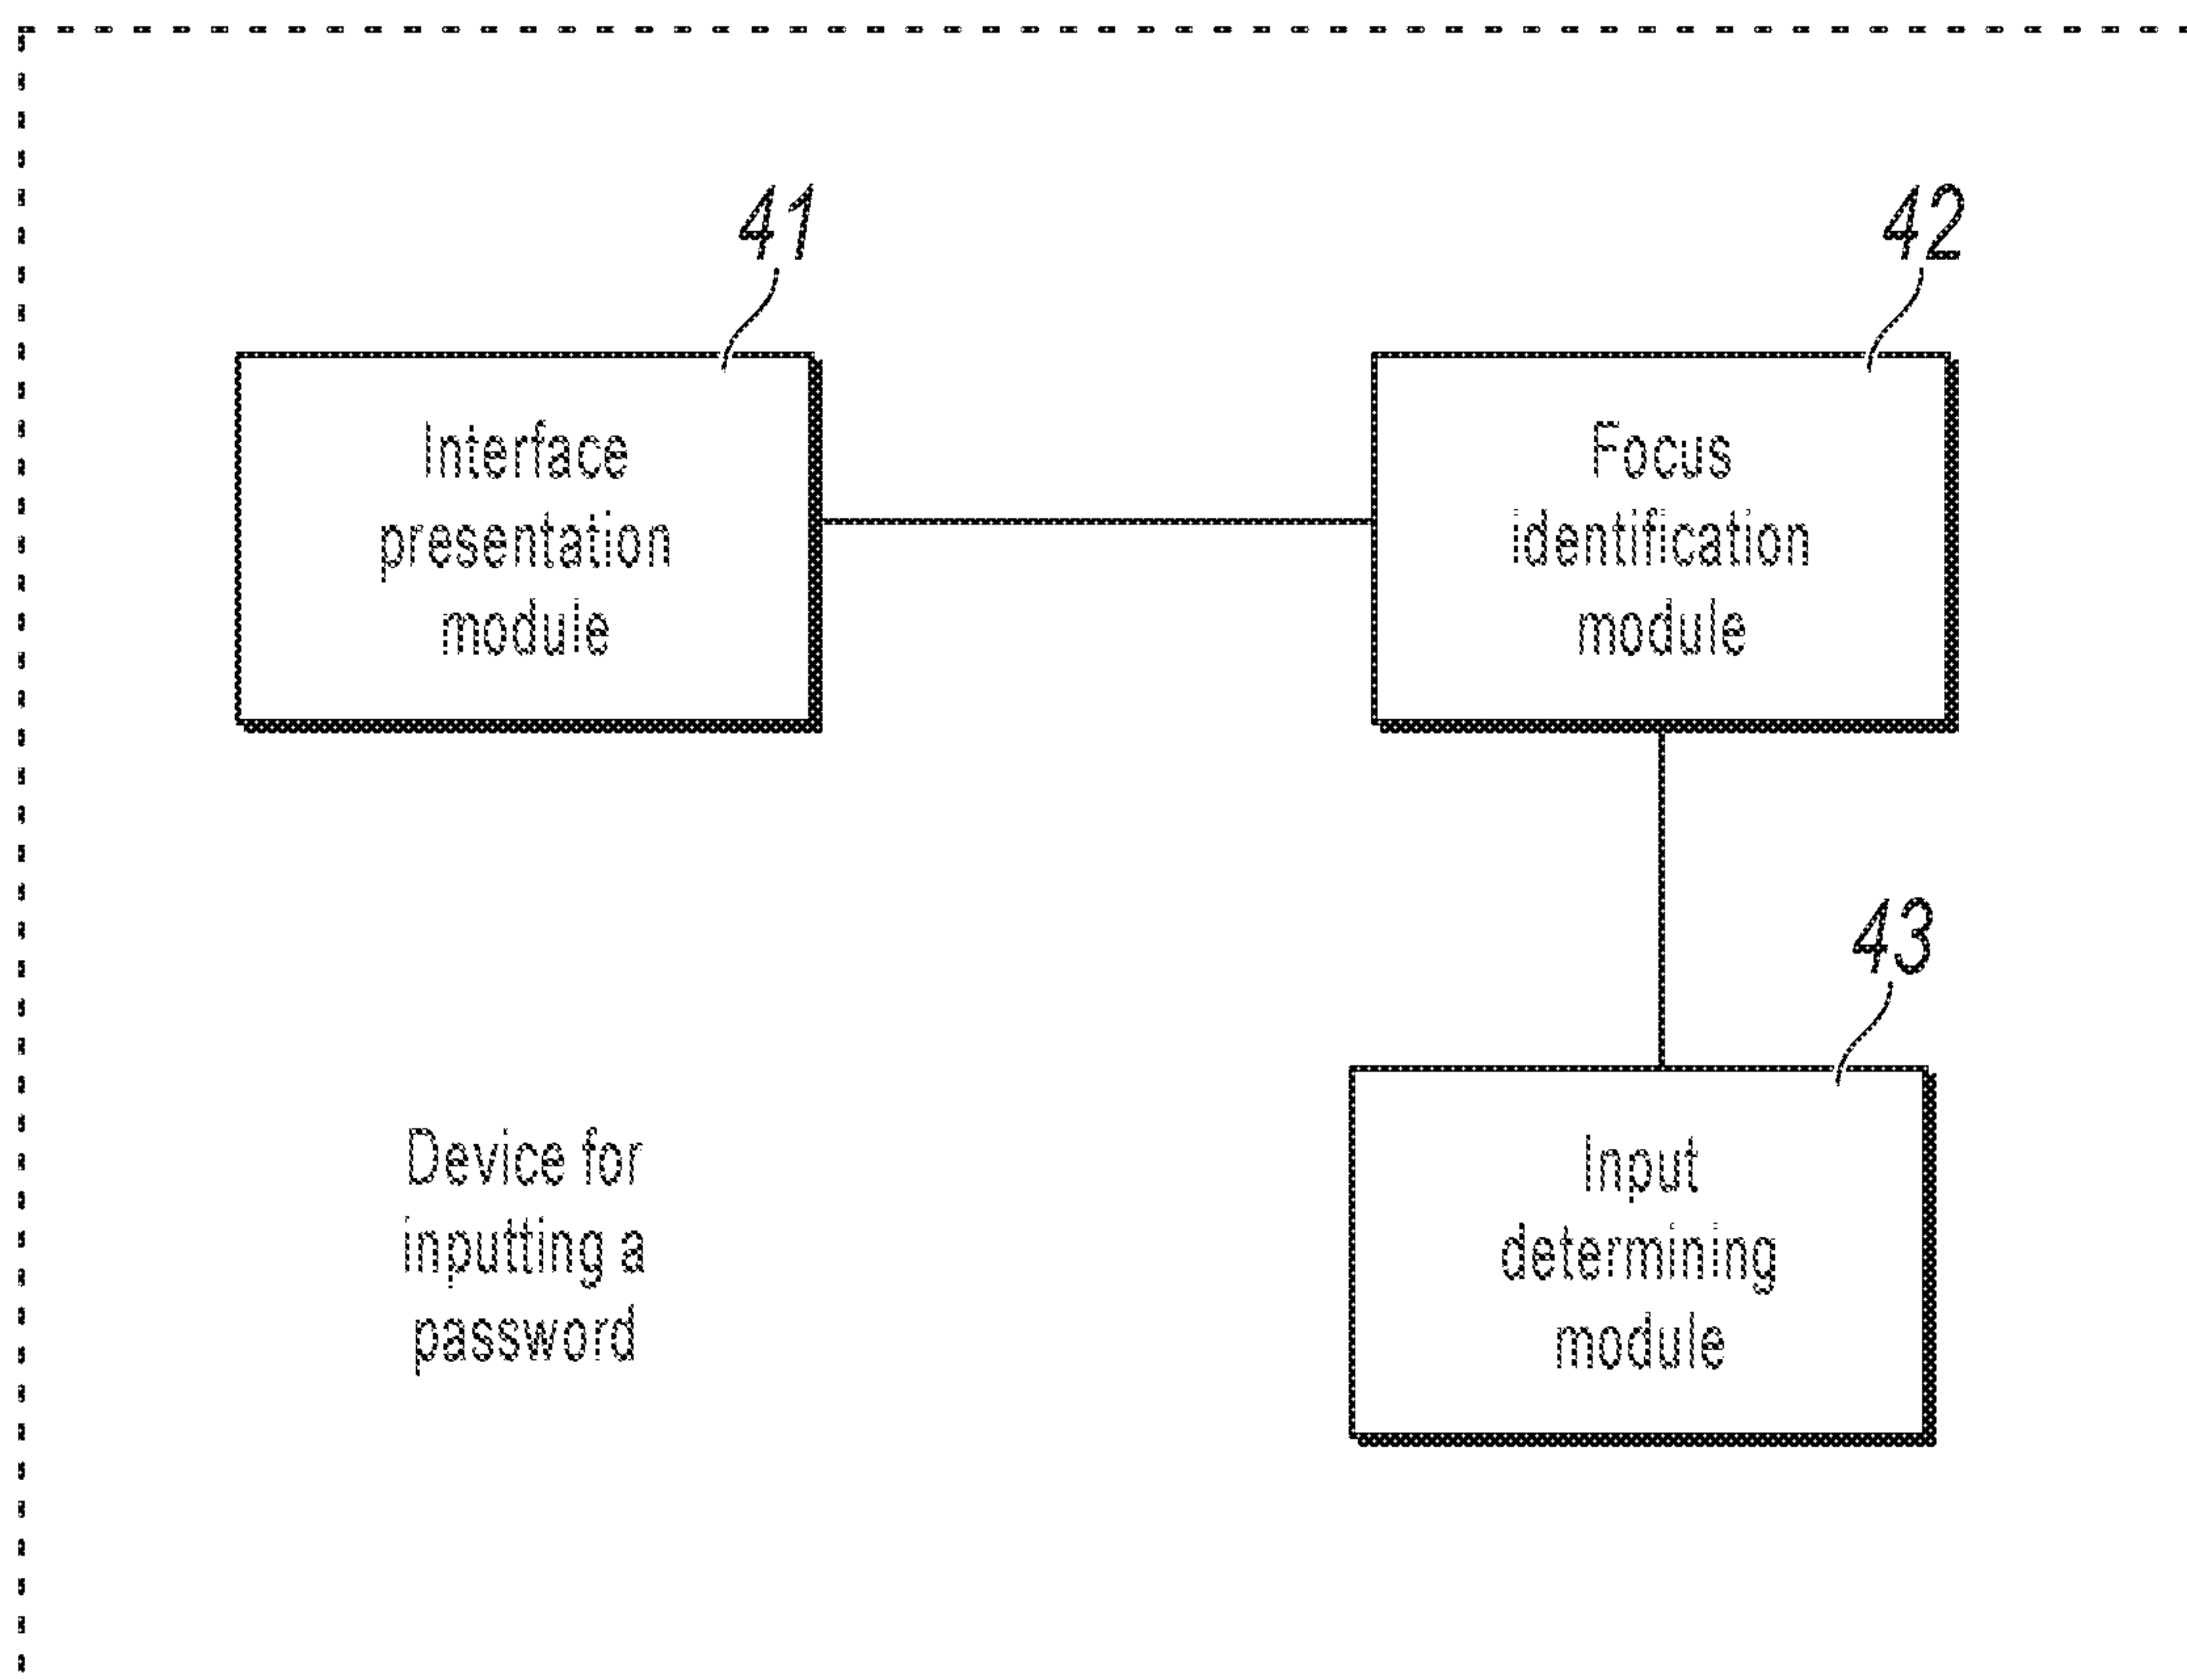 41
42
Interface
presentation
module
Focus
identification
module
43
Device for
inputting a
password
Input
determining
module